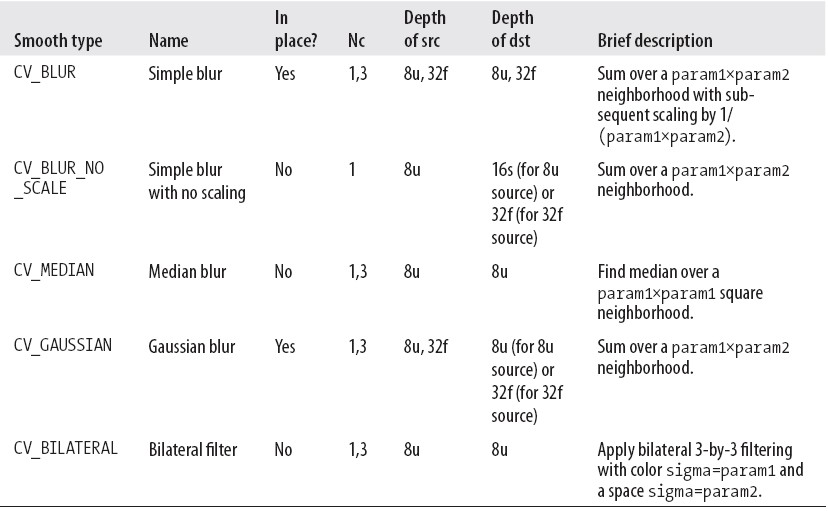 Smooth type Name In place? Nc Depth of src Depth of dst Brief description
CV_BLUR Simple blur Yes 1,3 8u, 32f 8u, 32f Sum over a param1×param2
neighborhood with sub-
sequent scaling by 1/
(param1×param2).
CV_BLUR_NO Simple blur No 1 8u 16s (for 8u Sum over a param1×param2
_SCALE with no scaling source) or neighborhood.
32f (for 32f
source)
CV_MEDIAN Median blur No 1,3 8u 8u Find median over a
param1×param1 square
neighborhood.
CV_GAUSSIAN Gaussian blur Yes 1,3 8u, 32f 8u (for 8u Sum over a param1×param2
source) or neighborhood.
32f (for 32f
source)
CV_BILATERAL Bilateral filter No 1,3 8u 8u Apply bilateral 3-by-3 filtering
with color sigma=param1 and
a space sigma=param2.